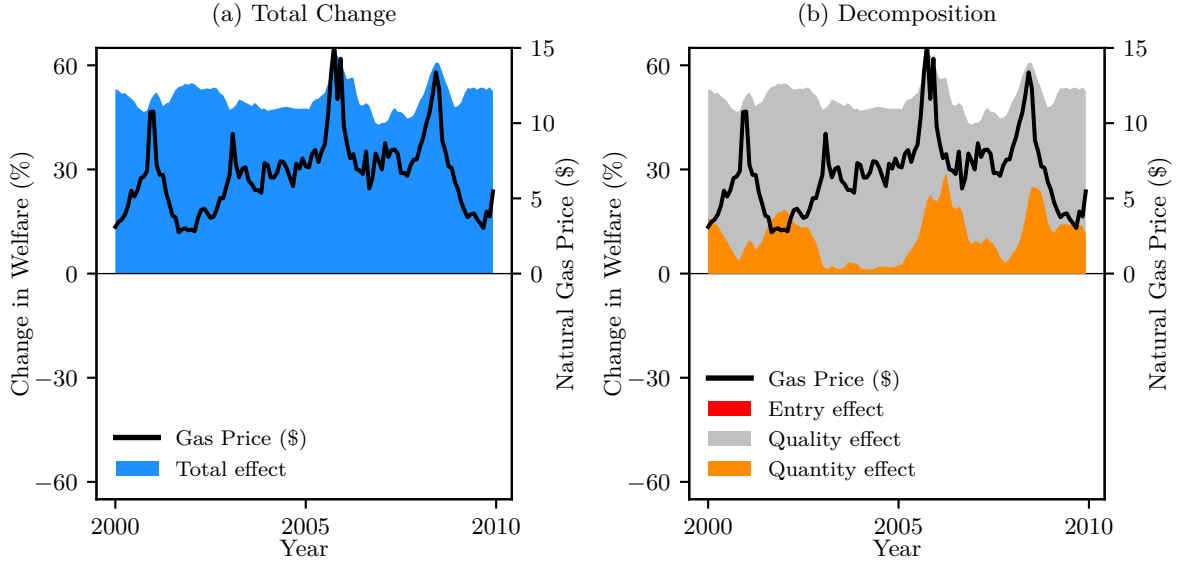 (a) Total Change
60
30
0
−30
−60
15
10
5
0
Change in Welfare (%)
Natural Gas Price ($)
Gas Price ($)
Total effect
2000
2005
2010
Year
(b) Decomposition
60
30
0
−30
−60
15
10
5
0
Change in Welfare (%)
Natural Gas Price ($)
Gas Price ($)
Entry effect
Quality effect
Quantity effect
2000
2005
2010
Year